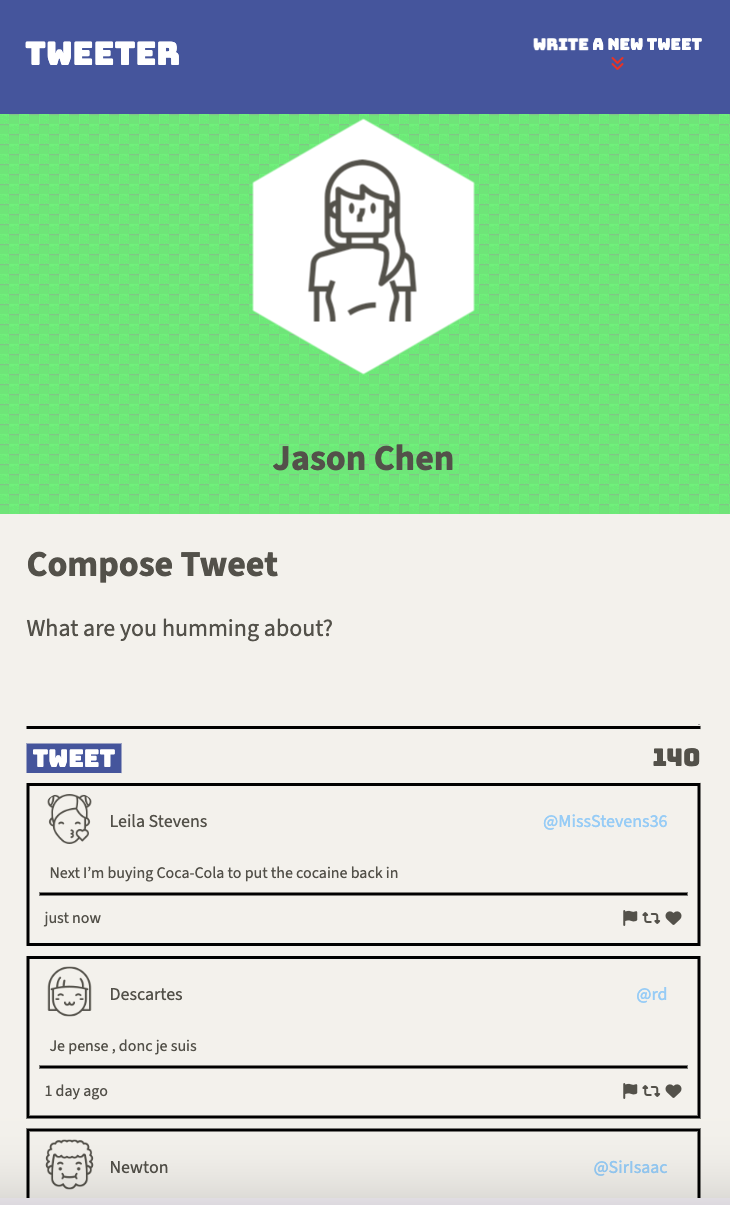 TWEETER
WRITE A NEW TWEET
Jason Chen
Compose Tweet
What are you humming about?
TWEET 140
Leila Stevens @MissStevens36
Next I’m buying Coca-Cola to put the cocaine back in
just now
Descartes @rd
Je pense , donc je suis
1 day ago
Newton @SirIsaac